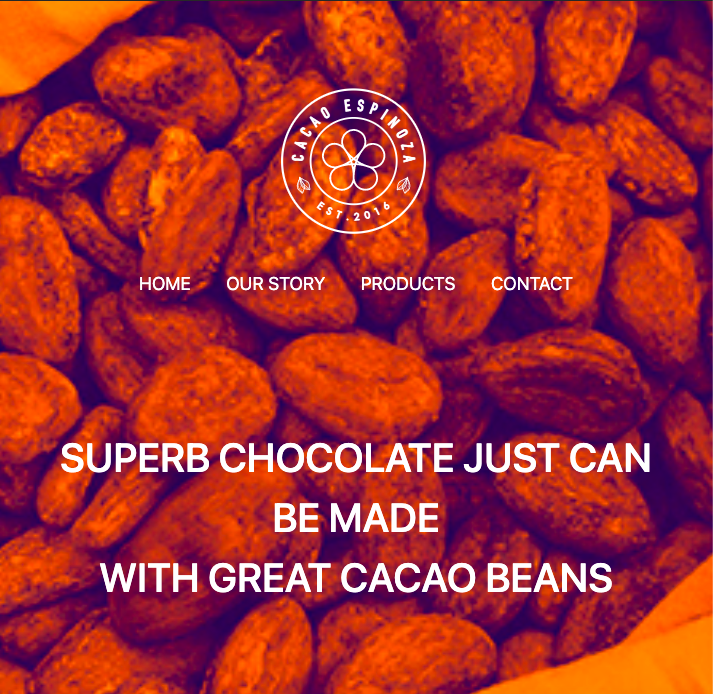 CACAO ESPINOZA
EST. 2016
HOME OUR STORY PRODUCTS CONTACT
SUPERB CHOCOLATE JUST CAN
BE MADE
WITH GREAT CACAO BEANS